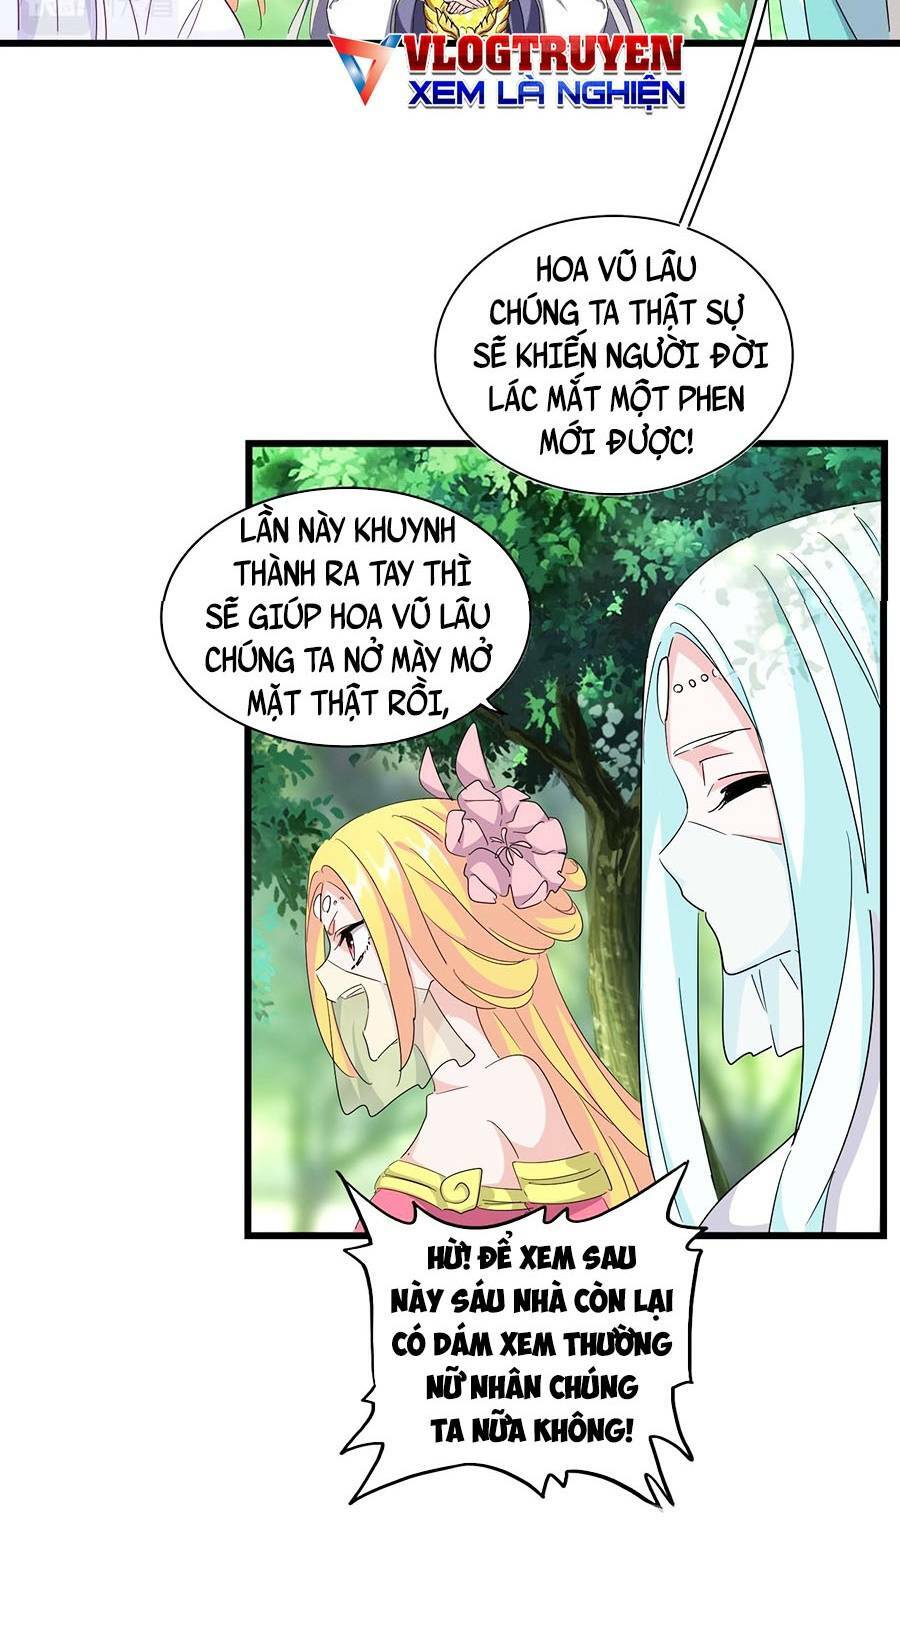 VLOGTRUYEN
XEM LÀ NGHIỆN
HOA VŨ LÂU
CHÚNG TA THẬT SỰ
SẼ KHIẾN NGƯỜI ĐỜI
LÁC MẮT MỘT PHEN
MỚI ĐƯỢC!
LẦN NÀY KHUYNH
THÀNH RA TAY THÌ
SẼ GIÚP HOA VŨ LÂU
CHÚNG TA NỞ MÀY MỞ
MẶT THẬT RỒI,
HỪ! ĐỂ XEM SAU
NÀY SÁU NHÀ CÒN LẠI
CÓ DÁM XEM THƯỜNG
NỮ NHÂN CHÚNG
TA NỮA KHÔNG!